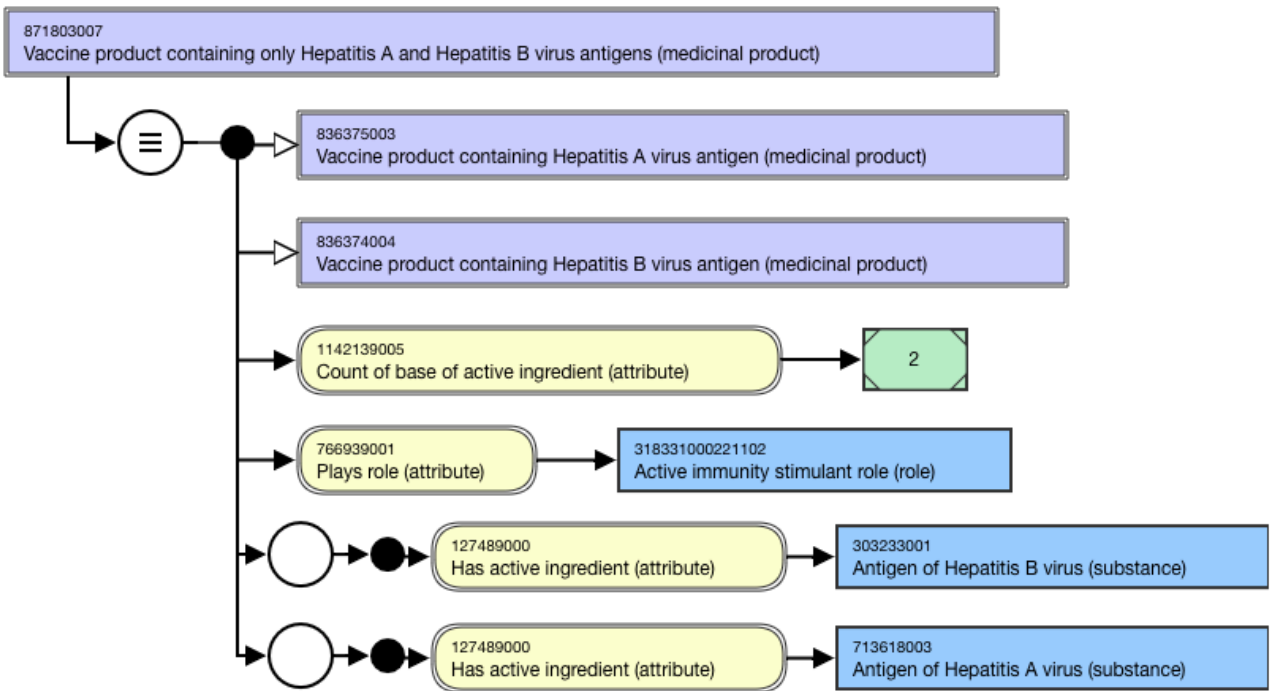 871803007
Vaccine product containing only Hepatitis A and Hepatitis B virus antigens (medicinal product)
836375003
Vaccine product containing Hepatitis A virus antigen (medicinal product)
836374004
Vaccine product containing Hepatitis B virus antigen (medicinal product)
1142139005
Count of base of active ingredient (attribute)
2
766939001
Plays role (attribute)
318331000221102
Active immunity stimulant role (role)
127489000
Has active ingredient (attribute)
303233001
Antigen of Hepatitis B virus (substance)
127489000
Has active ingredient (attribute)
713618003
Antigen of Hepatitis A virus (substance)